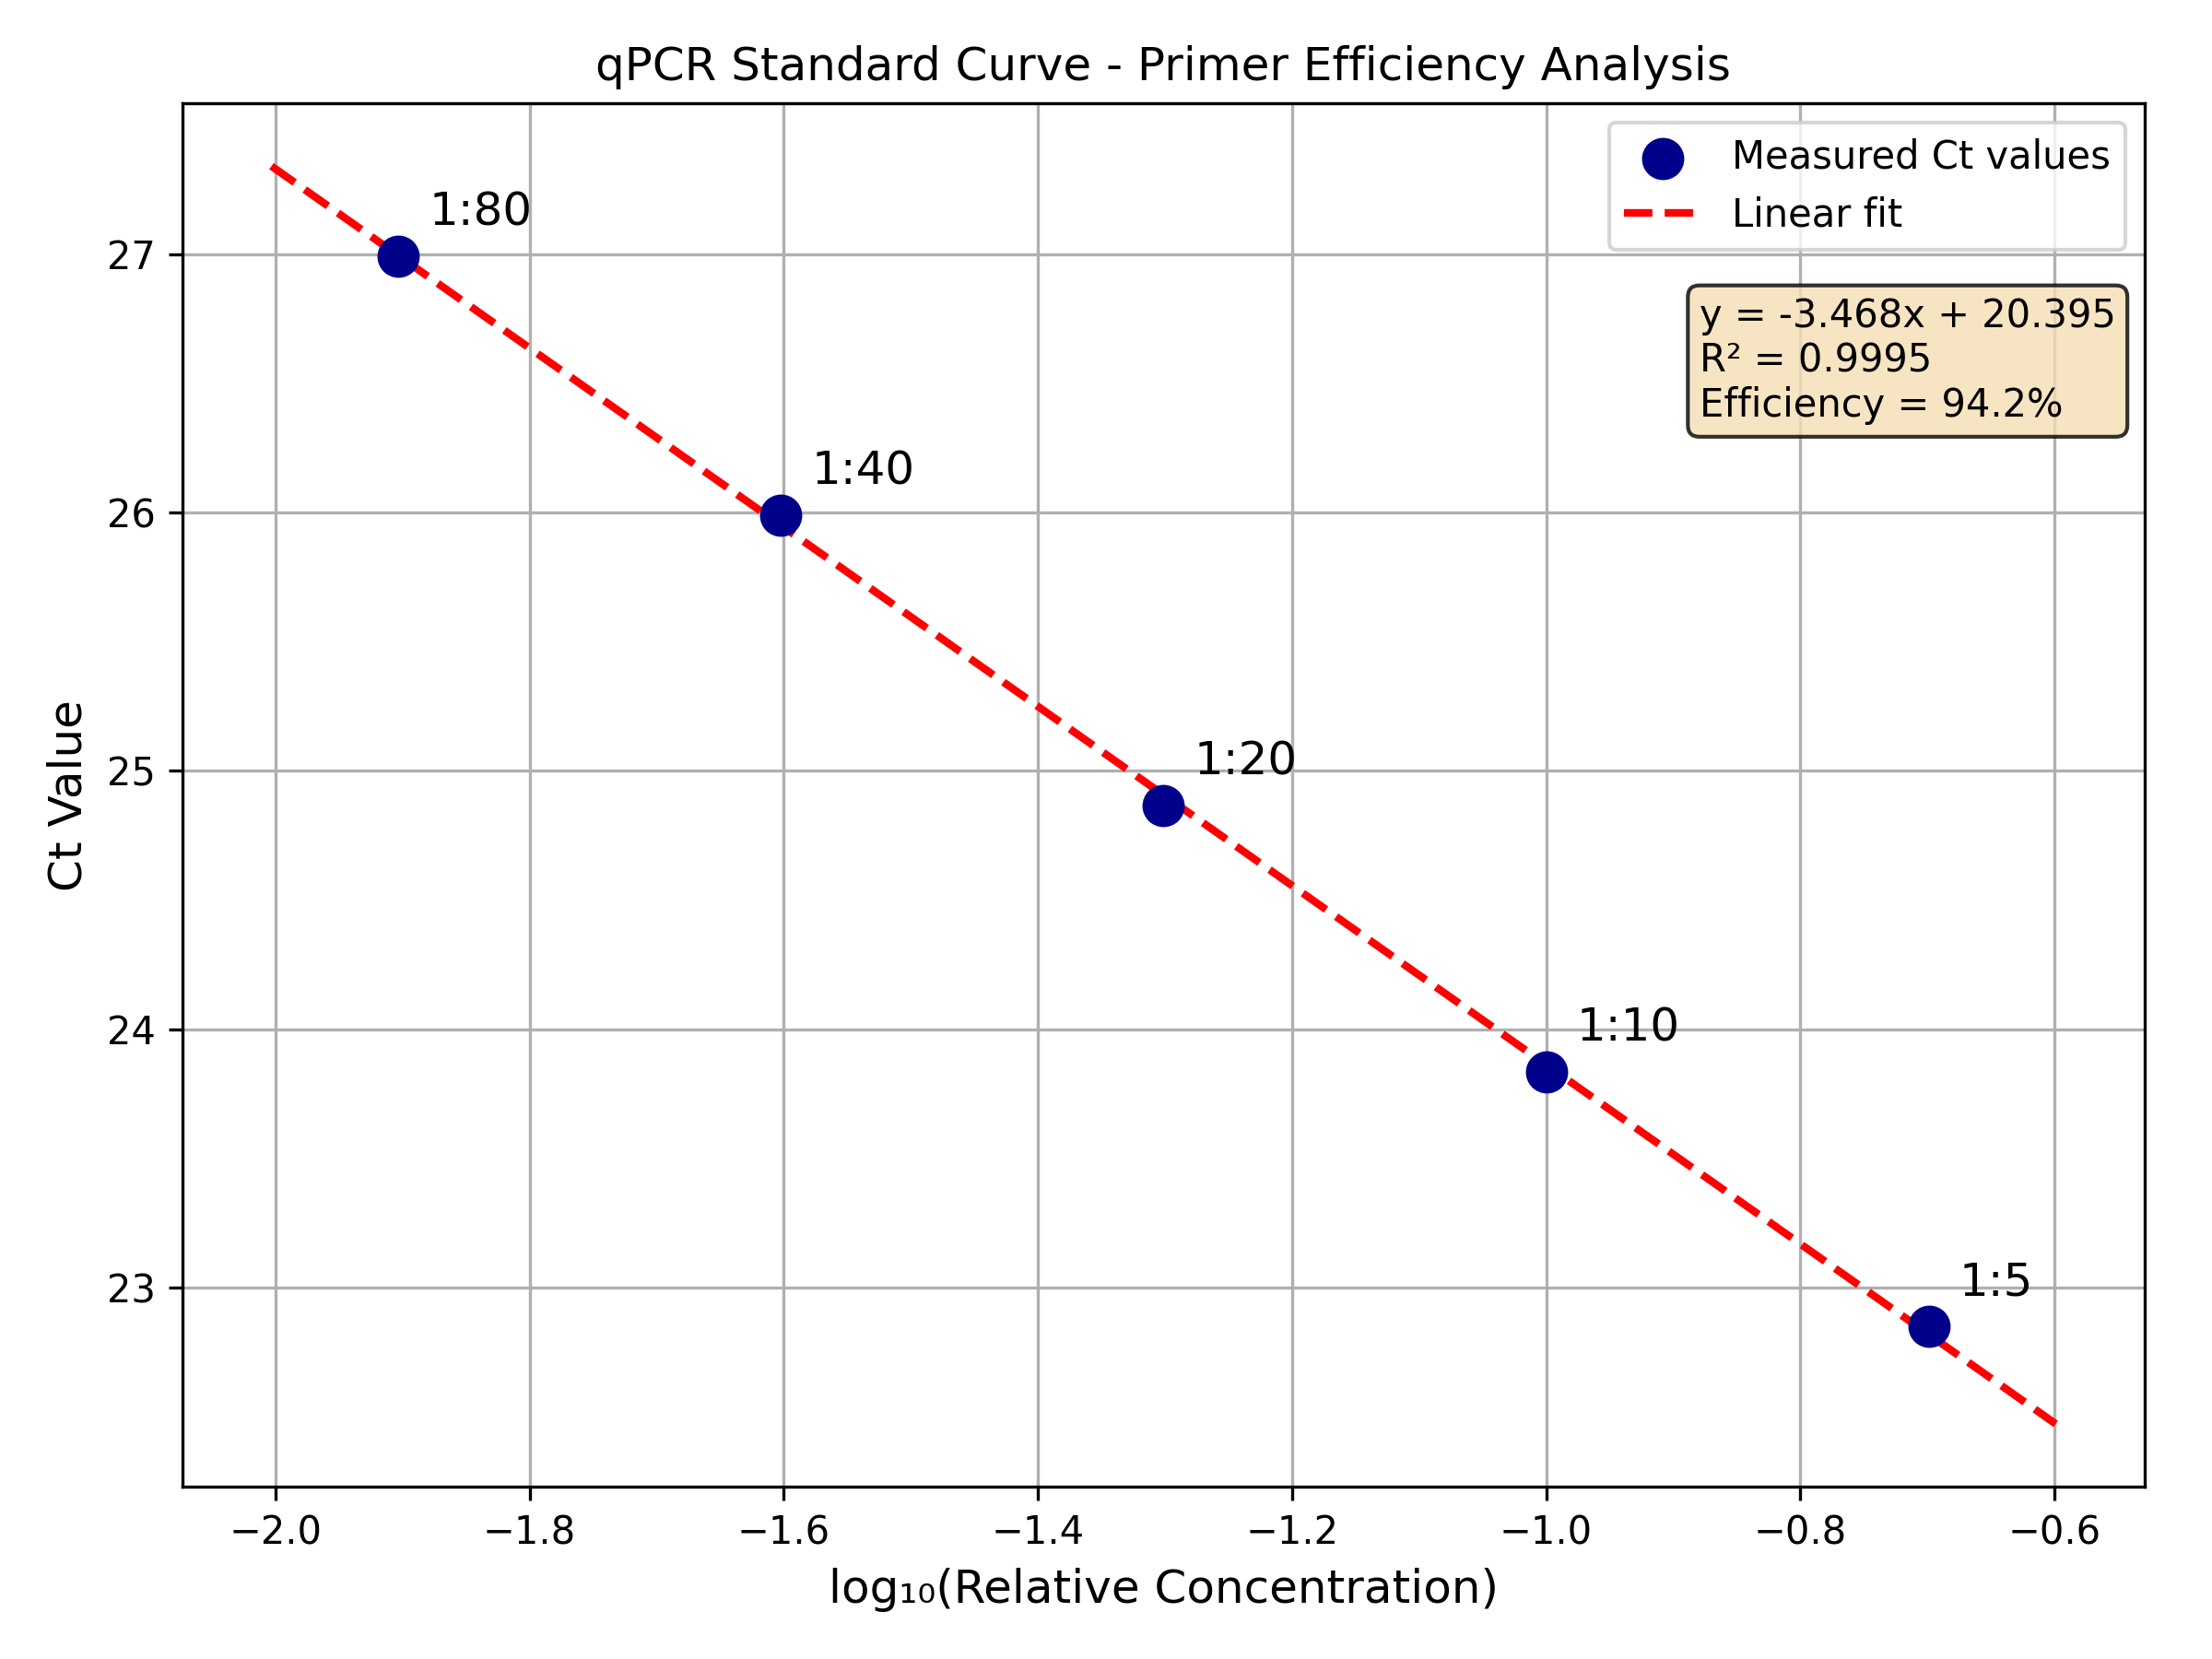 qPCR Standard Curve - Primer Efficiency Analysis
Measured Ct values
Linear fit
y = -3.468x + 20.395
R² = 0.9995
Efficiency = 94.2%
1:80
1:40
1:20
1:10
1:5
27
26
25
24
23
Ct Value
−2.0
−1.8
−1.6
−1.4
−1.2
−1.0
−0.8
−0.6
log₁₀(Relative Concentration)